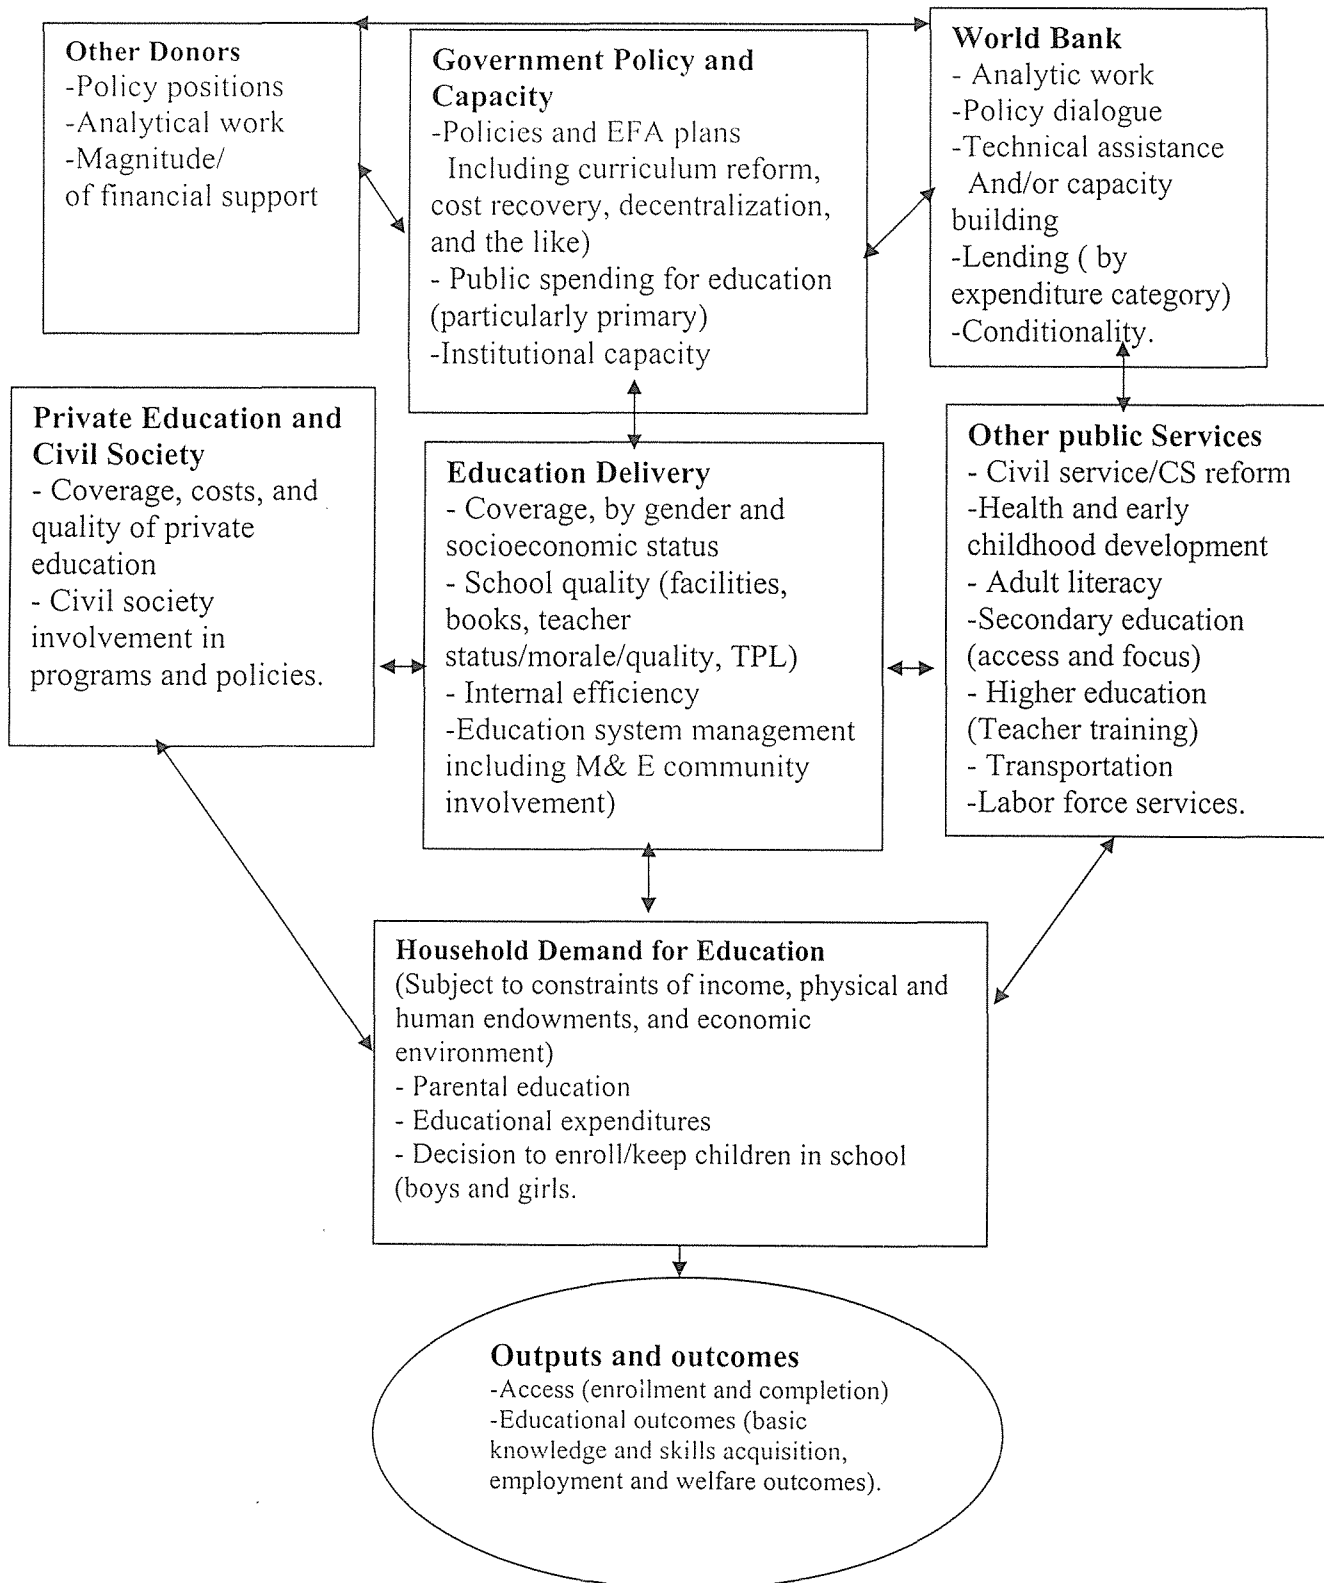 Other Donors
-Policy positions
-Analytical work
-Magnitude/
of financial support
Government Policy and
Capacity
-Policies and EFA plans
Including curriculum reform,
cost recovery, decentralization,
and the like)
- Public spending for education
(particularly primary)
-Institutional capacity
World Bank
- Analytic work
-Policy dialogue
-Technical assistance
And/or capacity
building
-Lending ( by
expenditure category)
-Conditionality.
Private Education and
Civil Society
- Coverage, costs, and
quality of private
education
- Civil society
involvement in
programs and policies.
Education Delivery
- Coverage, by gender and
socioeconomic status
- School quality (facilities,
books, teacher
status/morale/quality, TPL)
- Internal efficiency
-Education system management
including M& E community
involvement)
Other public Services
- Civil service/CS reform
-Health and early
childhood development
- Adult literacy
-Secondary education
(access and focus)
- Higher education
(Teacher training)
- Transportation
-Labor force services.
Household Demand for Education
(Subject to constraints of income, physical and
human endowments, and economic
environment)
- Parental education
- Educational expenditures
- Decision to enroll/keep children in school
(boys and girls.
Outputs and outcomes
-Access (enrollment and completion)
-Educational outcomes (basic
knowledge and skills acquisition,
employment and welfare outcomes).